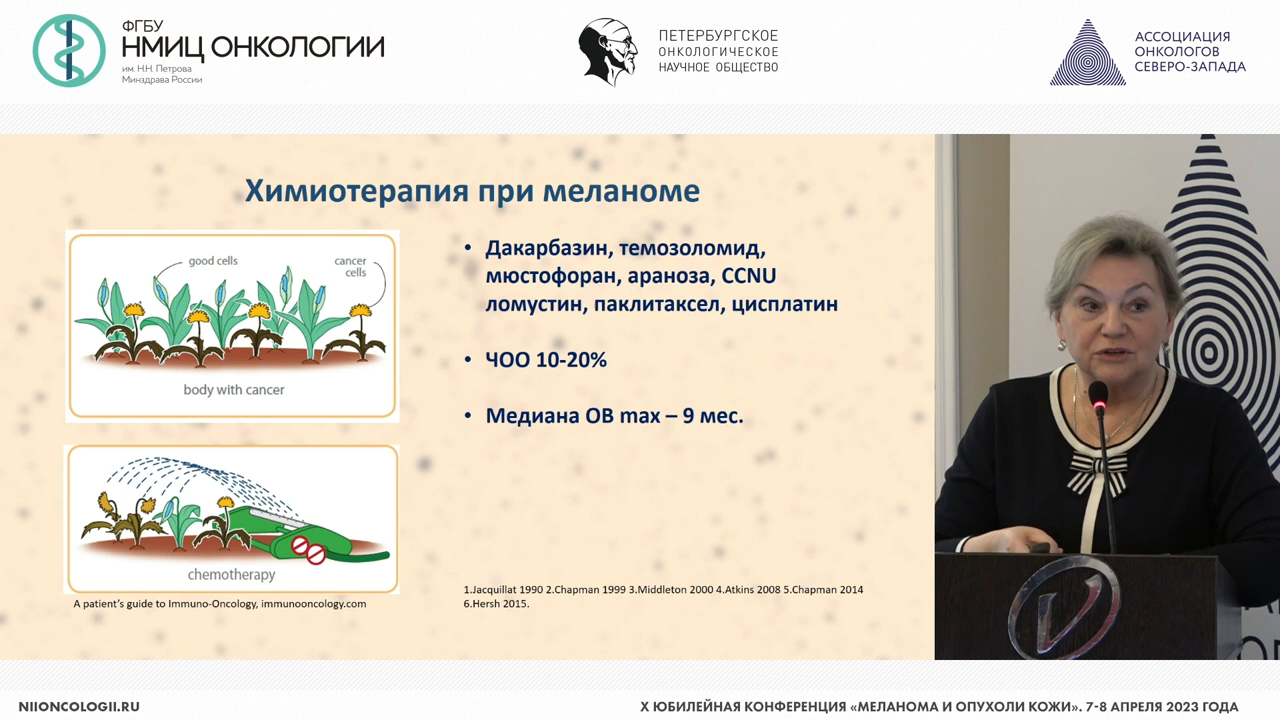 ФГБУ
НМИЦ ОНКОЛОГИИ
им. Н.Н. Петрова
Минздрава России
ПЕТЕРБУРГСКОЕ
ОНКОЛОГИЧЕСКОЕ
НАУЧНОЕ ОБЩЕСТВО
АССОЦИАЦИЯ
ОНКОЛОГОВ
СЕВЕРО-ЗАПАДА
Химиотерапия при меланоме
good cells
cancer
cells
body with cancer
chemotherapy
A patient's guide to Immuno-Oncology, immunooncology.com
• Дакарбазин, темозоломид,
мюстофоран, араноза, CCNU
ломустин, паклитаксел, цисплатин
• ЧОО 10-20%
• Медиана ОВ max – 9 мес.
1.Jacquillat 1990 2.Chapman 1999 3.Middleton 2000 4.Atkins 2008 5.Chapman 2014
6.Hersh 2015.
NIIONCOLOGII.RU
X ЮБИЛЕЙНАЯ КОНФЕРЕНЦИЯ «МЕЛАНОМА И ОПУХОЛИ КОЖИ». 7-8 АПРЕЛЯ 2023 ГОДА